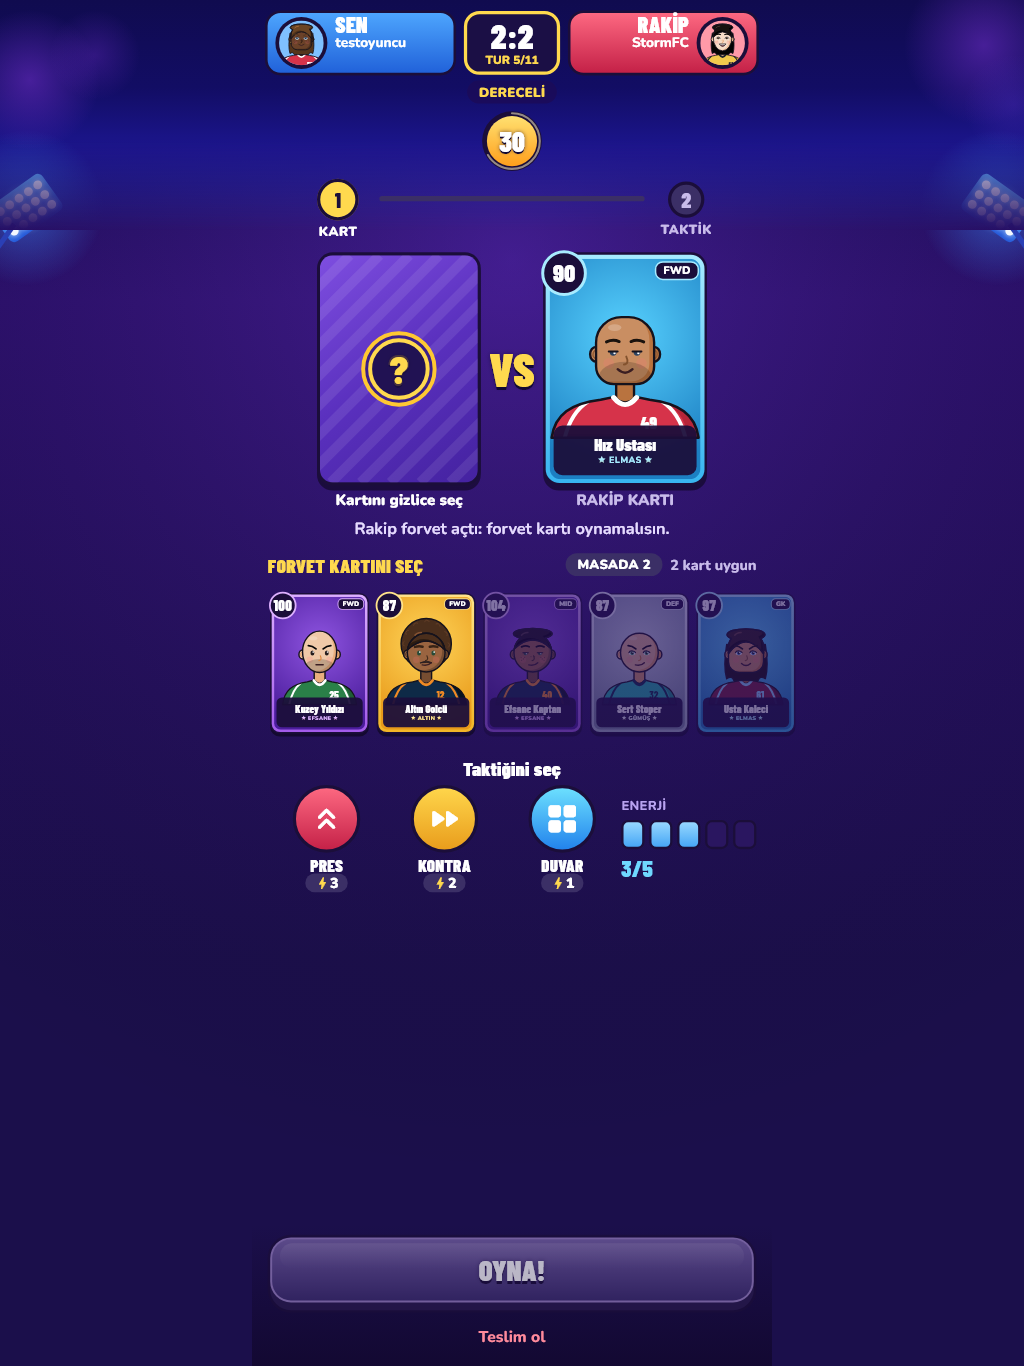 SEN
testoyuncu
2:2
TUR 5/11
RAKİP
StormFC
DERECELİ
30
1
KART
2
TAKTİK
?
VS
90
FWD
49
Hız Ustası
★ ELMAS ★
Kartını gizlice seç
RAKİP KARTI
Rakip forvet açtı: forvet kartı oynamalısın.
FORVET KARTINI SEÇ
MASADA 2
2 kart uygun
100
FWD
Kuzey Yıldızı
★ EFSANE ★
87
FWD
12
Altın Golcü
★ ALTIN ★
104
MID
Efsane Kaptan
★ EFSANE ★
87
DEF
Sert Stoper
★ GÜMÜŞ ★
97
GK
Usta Kaleci
★ ELMAS ★
Taktiğini seç
PRES
3
KONTRA
2
DUVAR
1
ENERJİ
3/5
OYNA!
Teslim ol